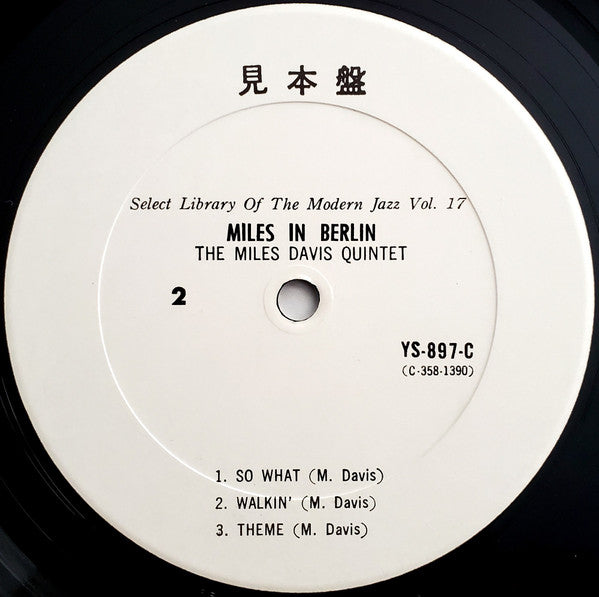 見本盤
Select Library Of The Modern Jazz Vol. 17
MILES IN BERLIN
THE MILES DAVIS QUINTET
2
YS-897-C
(C-358-1390)
1. SO WHAT (M. Davis)
2. WALKIN' (M. Davis)
3. THEME (M. Davis)